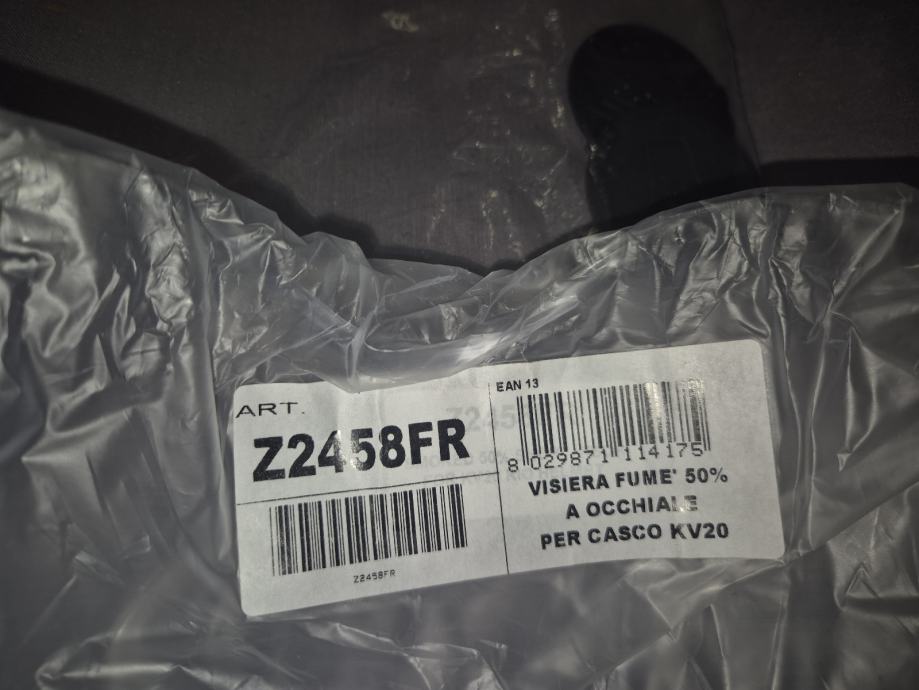 ART.
Z2458FR
Z2458FR
EAN 13
8 029871 114175
VISIERA FUME' 50%
A OCCHIALE
PER CASCO KV20